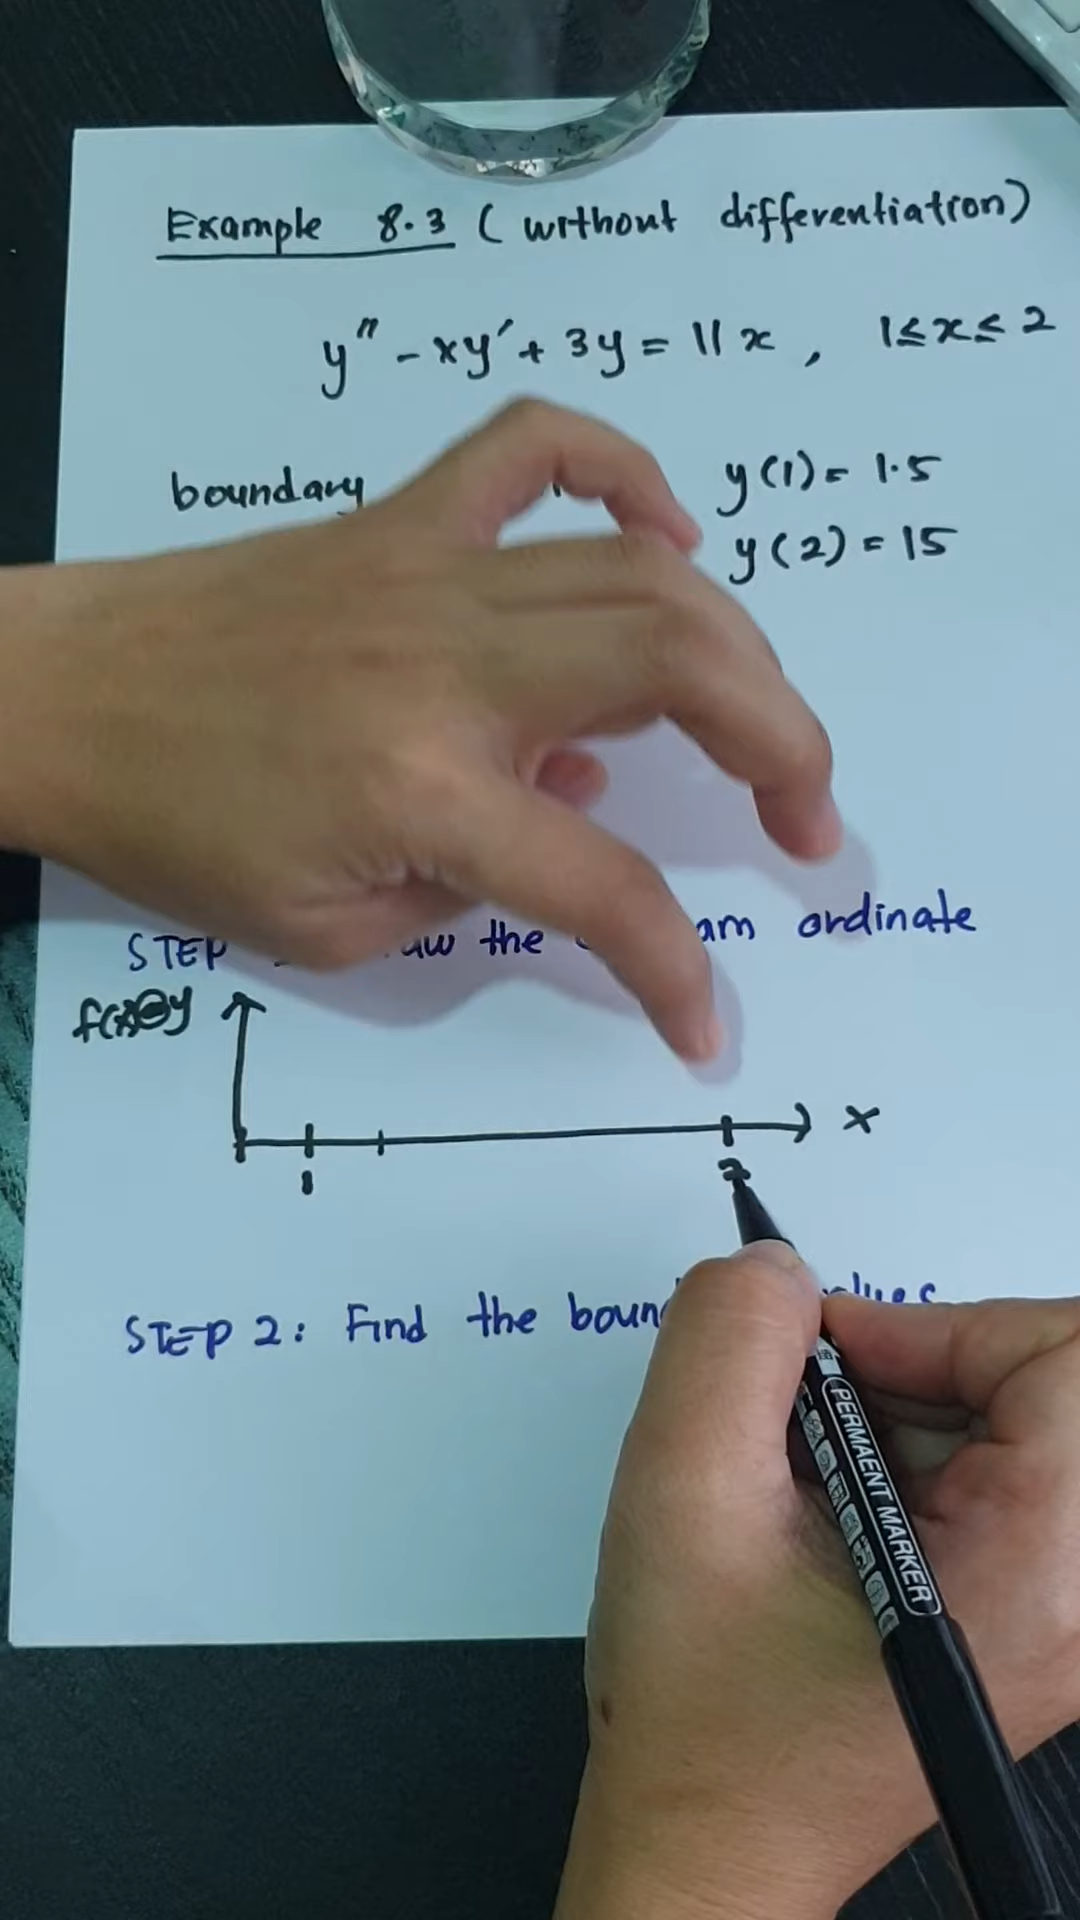 Example 8.3 (without differentiation)
y" - xy' + 3y = 11x , 1≤x≤2
boundary y(1) = 1.5
y(2) = 15
STEP the ordinate
f(x)@y
x
1 2
STEP 2: Find the
PERMAENT MARKER